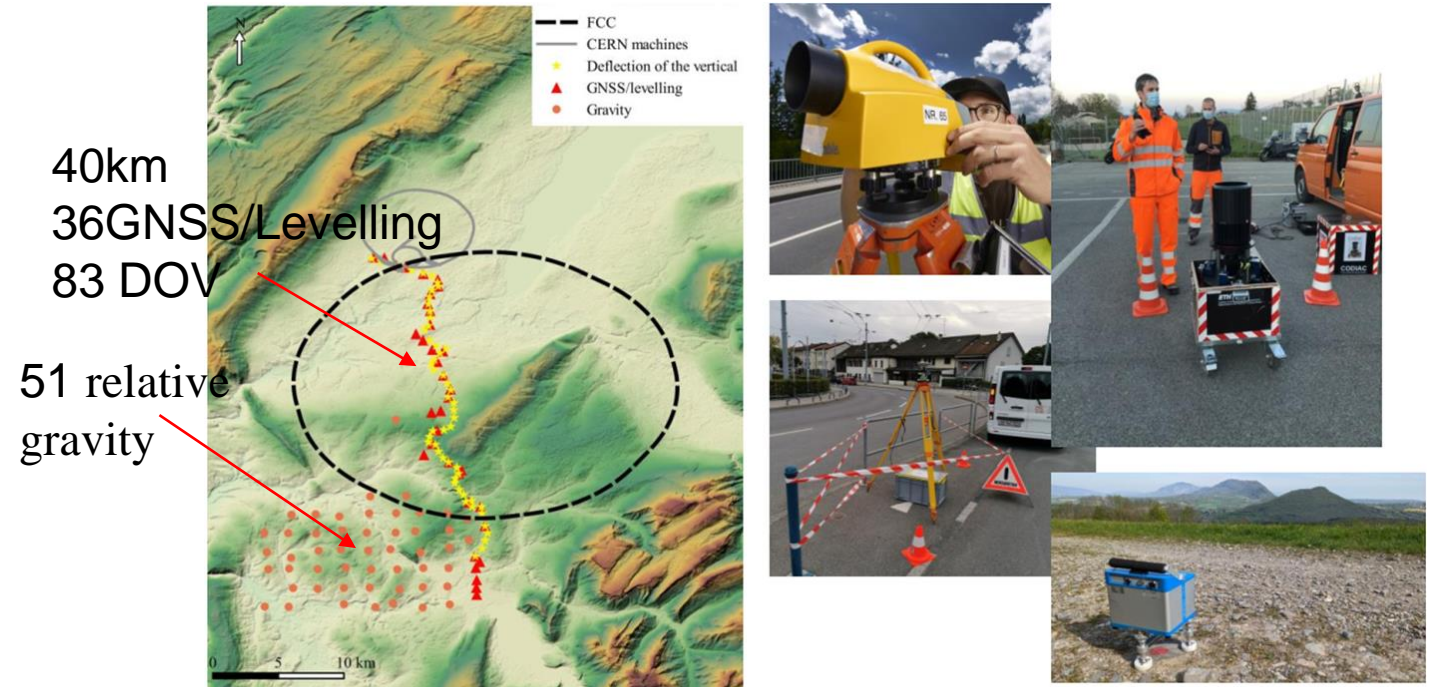 N
FCC
CERN machines
Deflection of the vertical
GNSS/levelling
Gravity
40km
36GNSS/Levelling
83 DOV
51 relative
gravity
0 5 10 km
NR. 65
CODIAC
ETH